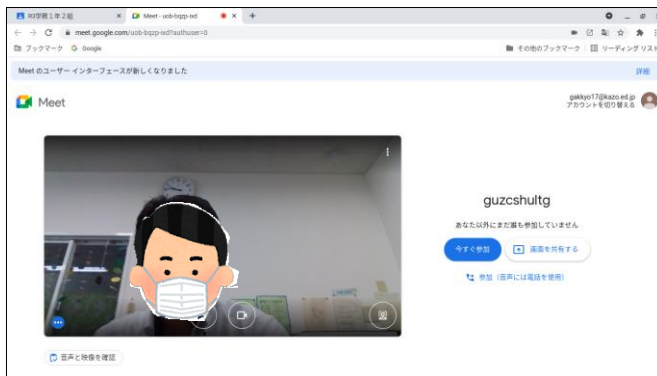 R3学教1年2組
Meet - uob-bqzp-ixd
meet.google.com/uob-bqzp-ixd?authuser=0
ブックマーク
Google
その他のブックマーク
リーディング リスト
Meet のユーザー インターフェースが新しくなりました
詳細
Meet
gakkyo17@kazo.ed.jp
アカウントを切り替える
guzcshultg
あなた以外にまだ誰も参加していません
今すぐ参加
画面を共有する
参加（音声には電話を使用）
音声と映像を確認